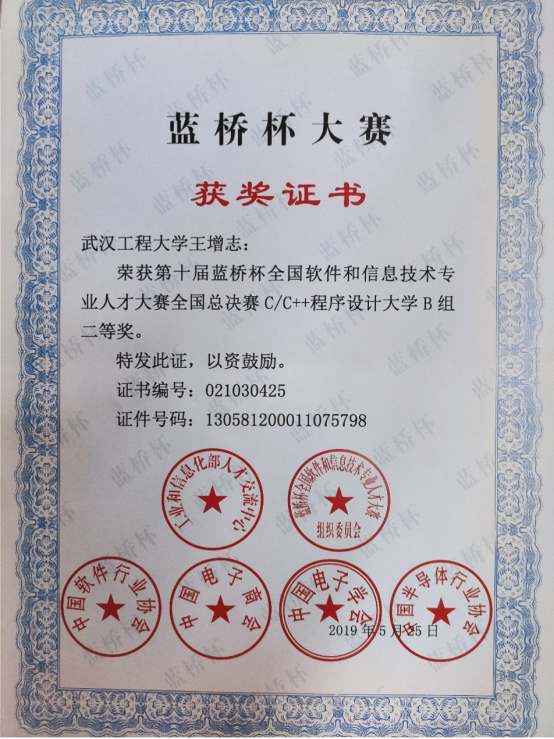 蓝桥杯大赛
获奖证书
武汉工程大学王增志：
荣获第十届蓝桥杯全国软件和信息技术专
业人才大赛全国总决赛 C/C++程序设计大学 B 组
二等奖。
特发此证，以资鼓励。
证书编号：021030425
证件号码：130581200011075798
工业和信息化部人才交流中心
蓝桥杯全国软件和信息技术专业人才大赛
组织委员会
中国软件行业协会
中国电子商会
中国电子学会
中国半导体行业协会
2019 年 5 月 25 日